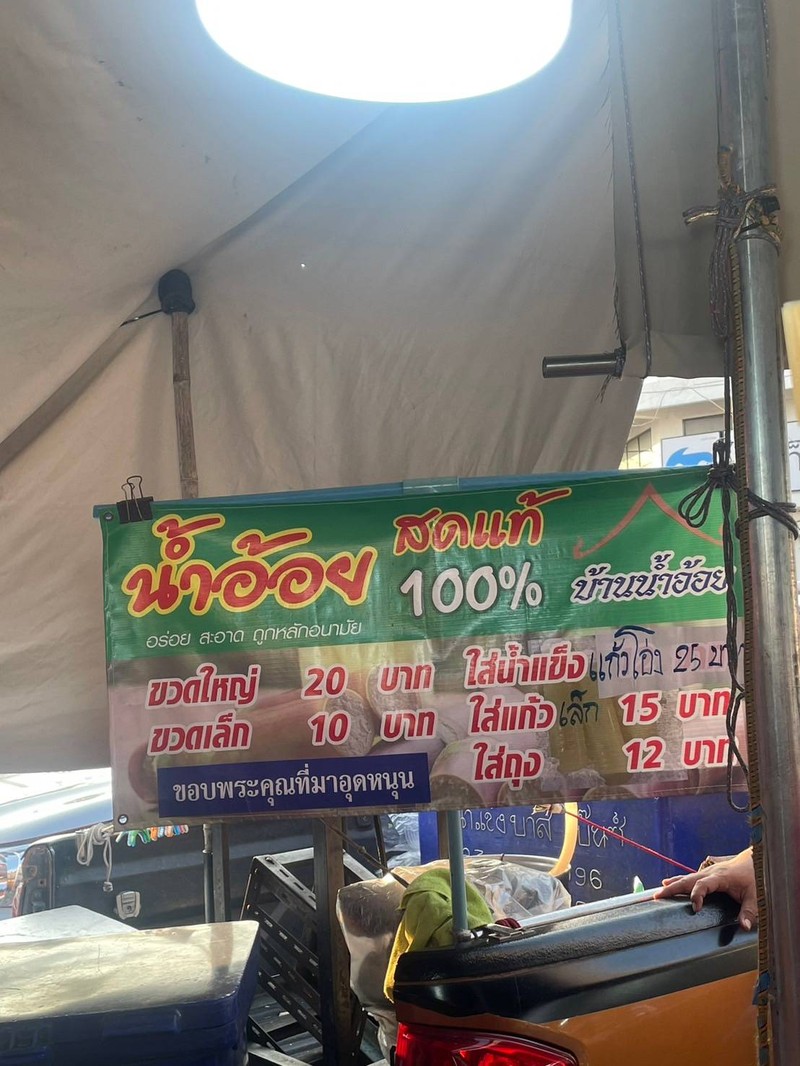 น้ำอ้อย สดแท้ 100%
บ้านน้ำอ้อย
อร่อย สะอาด ถูกหลักอนามัย
ขวดใหญ่ 20 บาท ใส่น้ำแข็ง แก้วโอ่ง 25
ขวดเล็ก 10 บาท ใส่แก้วเล็ก 15 บาท
ใส่ถุง 12 บาท
ขอบพระคุณที่มาอุดหนุน